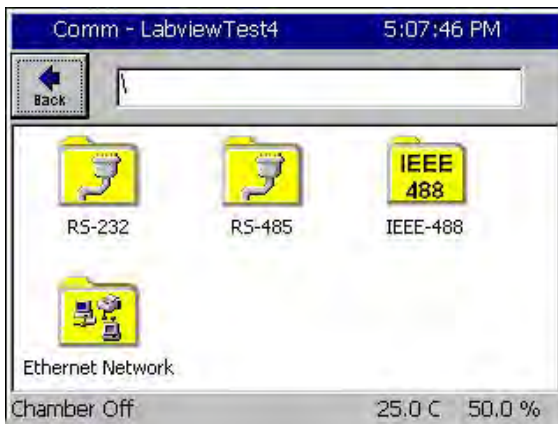 Comm - LabviewTest4 5:07:46 PM
Back \
IEEE
488
RS-232 RS-485 IEEE-488
Ethernet Network
Chamber Off 25.0 C 50.0 %